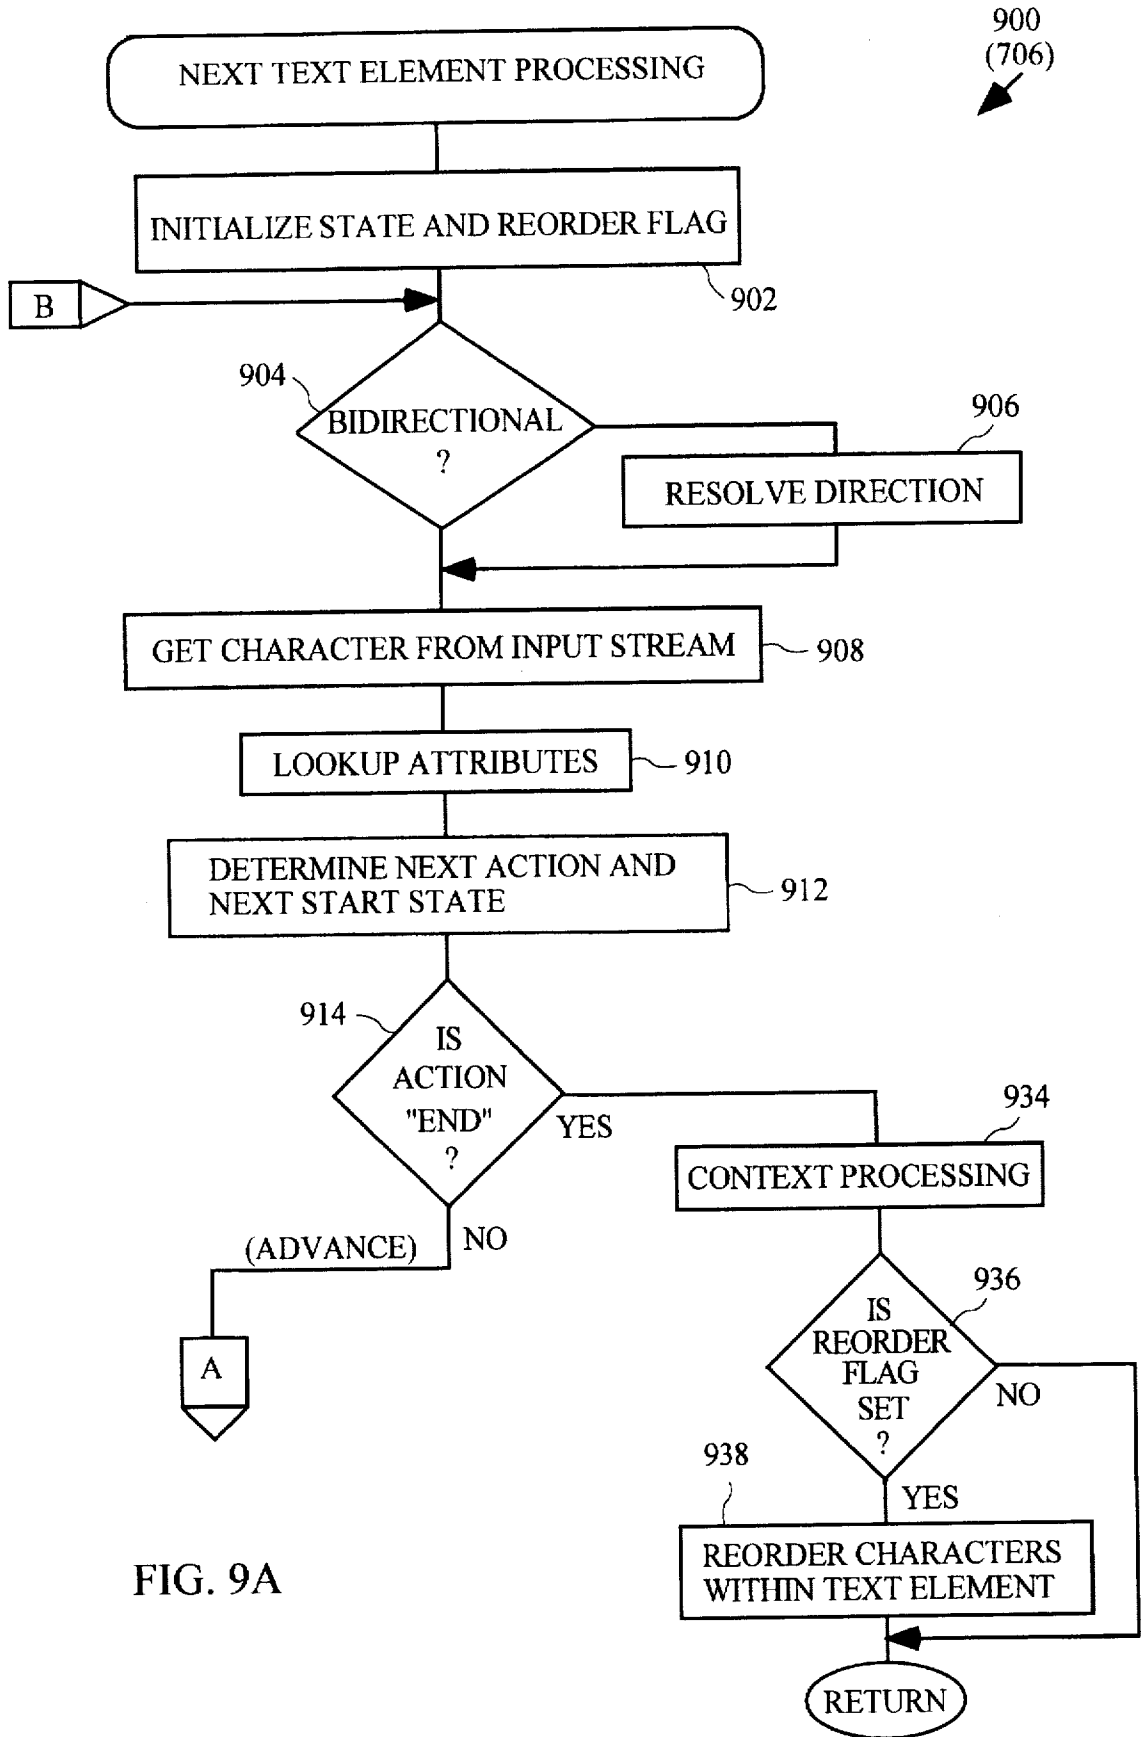 900
(706)
NEXT TEXT ELEMENT PROCESSING
INITIALIZE STATE AND REORDER FLAG
902
B
904
BIDIRECTIONAL
?
906
RESOLVE DIRECTION
GET CHARACTER FROM INPUT STREAM
908
LOOKUP ATTRIBUTES
910
DETERMINE NEXT ACTION AND
NEXT START STATE
912
914
IS
ACTION
"END"
?
YES
NO
(ADVANCE)
A
934
CONTEXT PROCESSING
936
IS
REORDER
FLAG
SET
?
NO
YES
938
REORDER CHARACTERS
WITHIN TEXT ELEMENT
RETURN
FIG. 9A